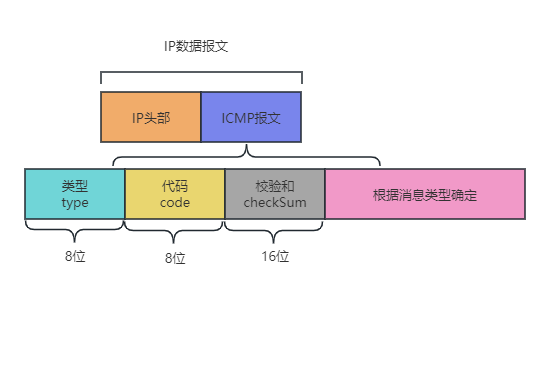 IP数据报文
IP头部
ICMP报文
类型
type
代码
code
校验和
checkSum
根据消息类型确定
8位
8位
16位